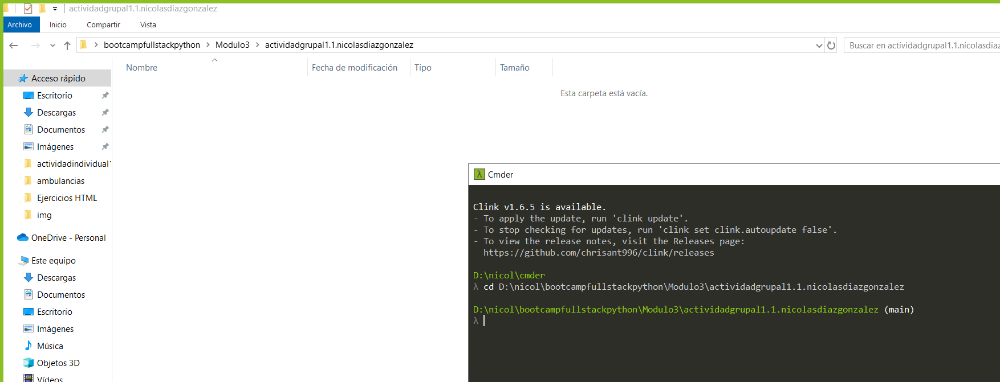 actividadgrupal1.1.nicolasdiazgonzalez
Archivo Inicio Compartir Vista
bootcampfullstackpython > Modulo3 > actividadgrupal1.1.nicolasdiazgonzalez
Buscar en actividadgrupal1.1.nicolasdiaz
Nombre Fecha de modificación Tipo Tamaño
Esta carpeta está vacía.
Acceso rápido
Escritorio
Descargas
Documentos
Imágenes
actividadindividual1
ambulancias
Ejercicios HTML
img
OneDrive - Personal
Este equipo
Descargas
Documentos
Escritorio
Imágenes
Música
Objetos 3D
Vídeos
λ Cmder
Clink v1.6.5 is available.
- To apply the update, run 'clink update'.
- To stop checking for updates, run 'clink set clink.autoupdate false'.
- To view the release notes, visit the Releases page:
https://github.com/chrisant996/clink/releases
D:\nicol\cmder
λ cd D:\nicol\bootcampfullstackpython\Modulo3\actividadgrupal1.1.nicolasdiazgonzalez
D:\nicol\bootcampfullstackpython\Modulo3\actividadgrupal1.1.nicolasdiazgonzalez (main)
λ